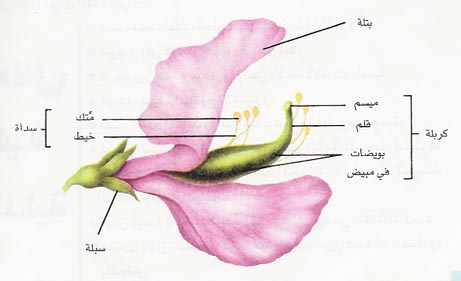 بتلة
ميسم
قلم
كربلة
بويضات
في مبيض
مُتك
خيط
سداة
سبلة